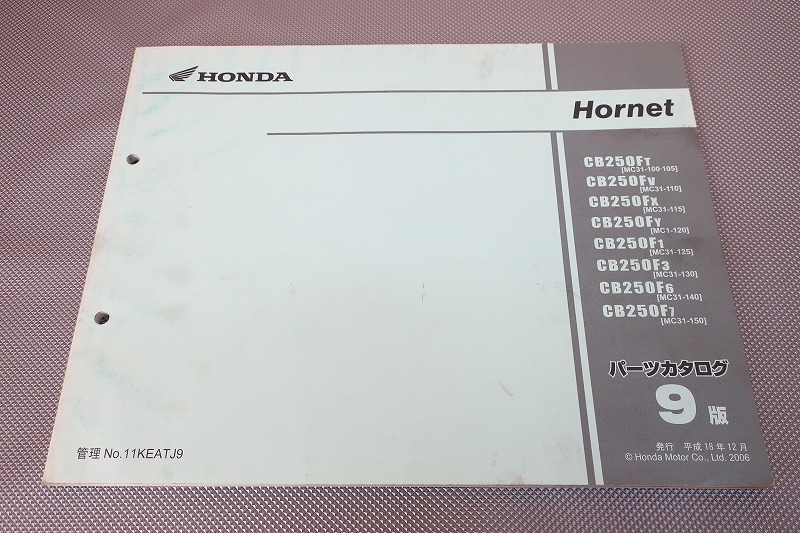 HONDA
Hornet
CB250FT
[MC31-100・105]
CB250FV
[MC31-110]
CB250FX
[MC31-115]
CB250FY
[MC1-120]
CB250F1
[MC31-125]
CB250F3
[MC31-130]
CB250F6
[MC31-140]
CB250F7
[MC31-150]
パーツカタログ
9版
発行 平成18年12月
© Honda Motor Co., Ltd. 2006
管理 No.11KEATJ9